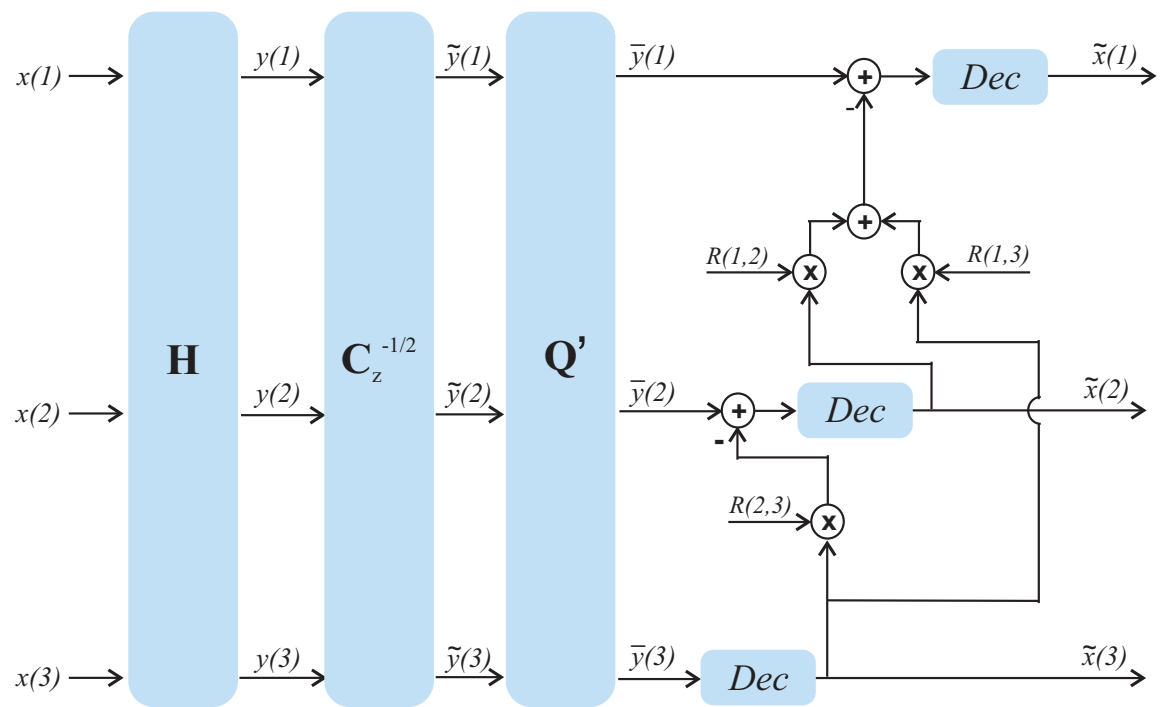 x(1) y(1) ỹ(1) ȳ(1) + Dec x̃(1)
-
+
R(1,2) x x R(1,3)
H C_z^{-1/2} Q’
x(2) y(2) ỹ(2) ȳ(2) + Dec x̃(2)
-
R(2,3) x
x(3) y(3) ỹ(3) ȳ(3) Dec x̃(3)